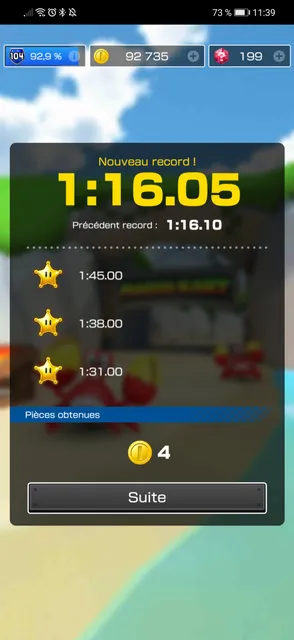 73 % 11:39
104 92,9 % i 92 735 + 199 +
Nouveau record !
1:16.05
Précédent record : 1:16.10
1:45.00
1:38.00
1:31.00
Pièces obtenues
4
Suite